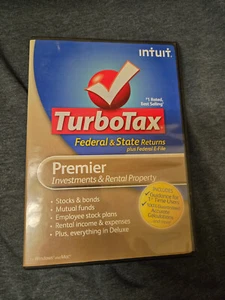 intuit
#1 Rated,
Best Selling
TurboTax
Federal & State Returns
plus Federal E-File
Premier
Investments & Rental Property
• Stocks & bonds
• Mutual funds
• Employee stock plans
• Rental income & expenses
• Plus, everything in Deluxe
INCLUDES